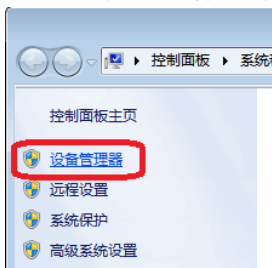 控制面板 系统
控制面板主页
设备管理器
远程设置
系统保护
高级系统设置